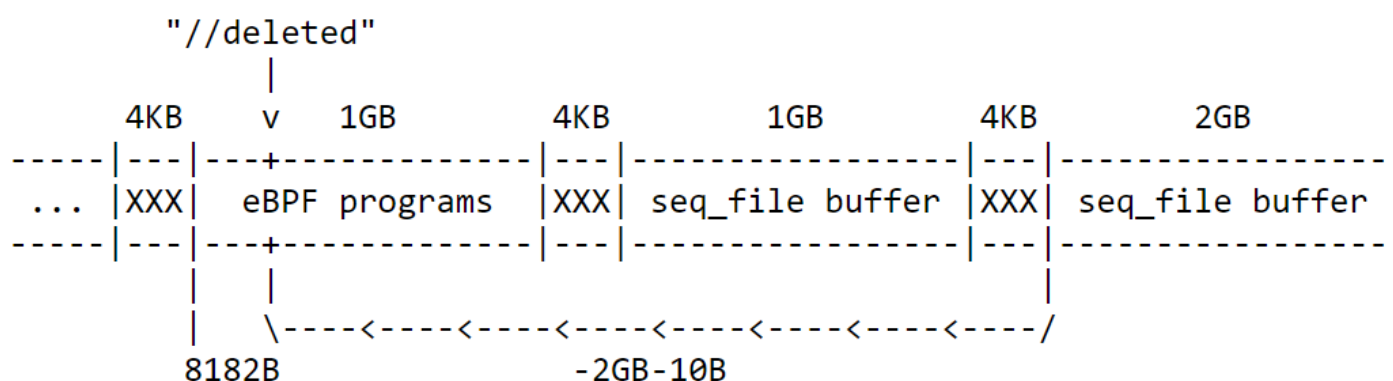 "//deleted"
|
4KB v 1GB 4KB 1GB 4KB 2GB
-----|---|---+-------------|---|-----------------|---|-----------------
... |XXX| eBPF programs |XXX| seq_file buffer |XXX| seq_file buffer
-----|---|---+-------------|---|-----------------|---|-----------------
| | |
| \----<----<----<----<----<----<----<----/
8182B -2GB-10B